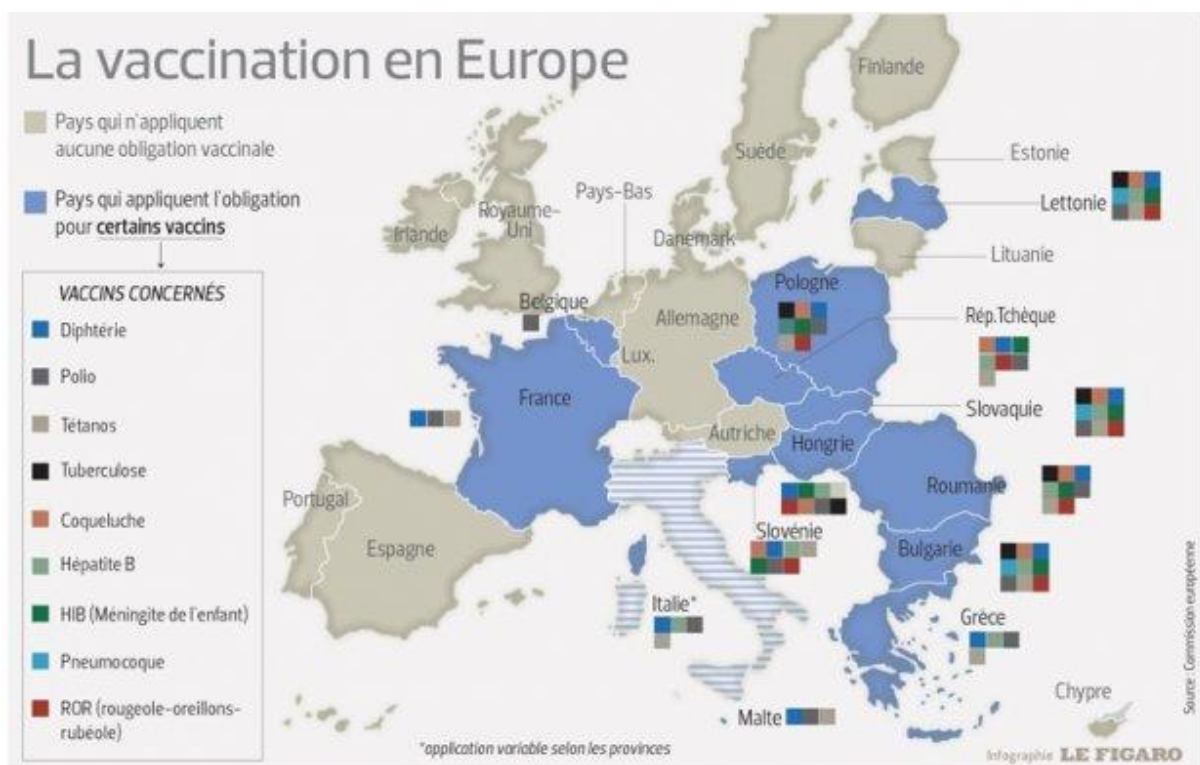 La vaccination en Europe
Pays qui n'appliquent
aucune obligation vaccinale
Pays qui appliquent l'obligation
pour certains vaccins
VACCINS CONCERNÉS
Diphtérie
Polio
Tétanos
Tuberculose
Coqueluche
Hépatite B
HIB (Méningite de l'enfant)
Pneumocoque
ROR (rougeole-oreillons-
rubéole)
Finlande
Suède
Estonie
Lettonie
Lituanie
Pays-Bas
Royaume-
Uni
Irlande
Danemark
Belgique
Pologne
Allemagne
Rép.Tchèque
Lux.
France
Slovaquie
Autriche
Hongrie
Portugal
Espagne
Roumanie
Slovénie
Bulgarie
Italie*
Grèce
Chypre
Malte
*application variable selon les provinces
Source : Commission européenne
Infographie LE FIGARO